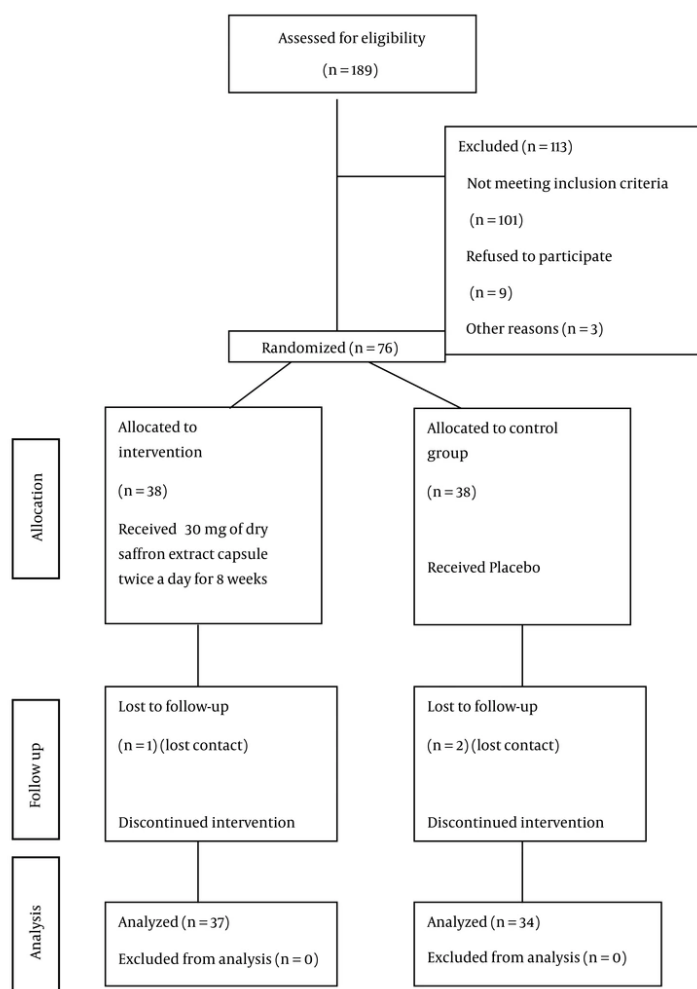 Assessed for eligibility
(n = 189)
Excluded (n = 113)
Not meeting inclusion criteria
(n = 101)
Refused to participate
(n = 9)
Other reasons (n = 3)
Randomized (n = 76)
Allocation
Allocated to
intervention
(n = 38)
Received 30 mg of dry
saffron extract capsule
twice a day for 8 weeks
Allocated to control
group
(n = 38)
Received Placebo
Follow up
Lost to follow-up
(n = 1) (lost contact)
Discontinued intervention
Lost to follow-up
(n = 2) (lost contact)
Discontinued intervention
Analysis
Analyzed (n = 37)
Excluded from analysis (n = 0)
Analyzed (n = 34)
Excluded from analysis (n = 0)